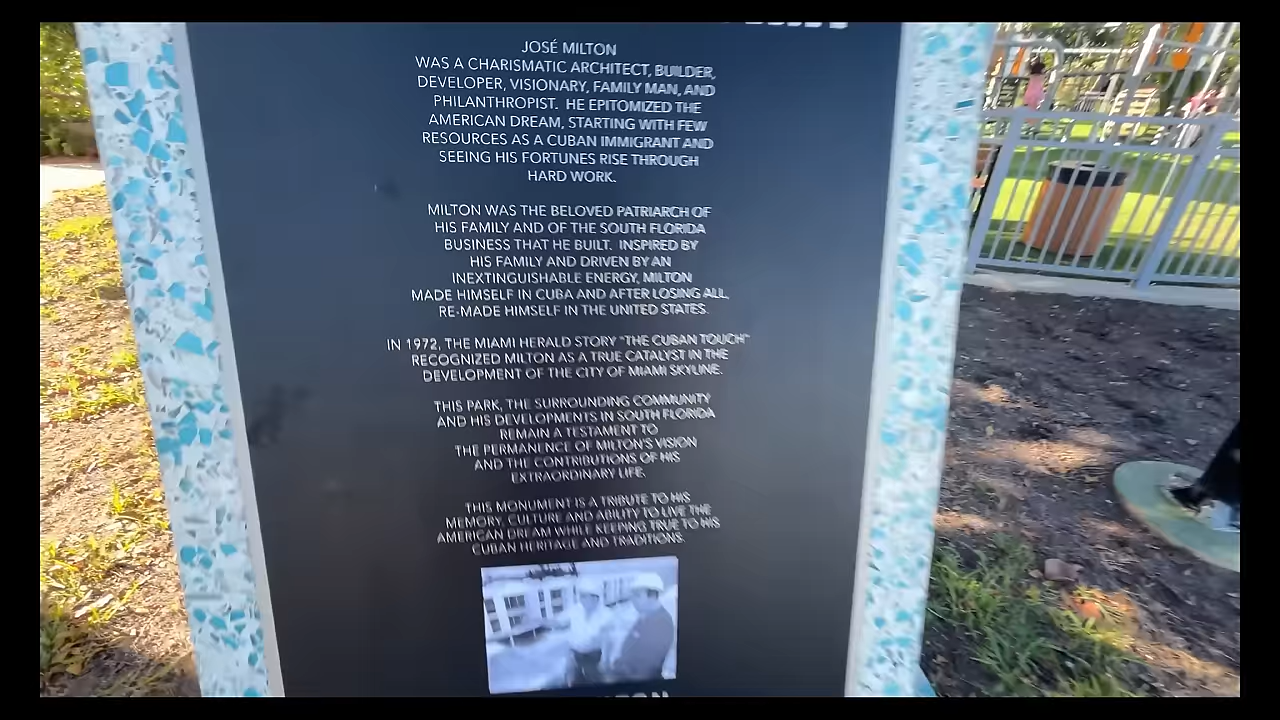 JOSÉ MILTON
WAS A CHARISMATIC ARCHITECT, BUILDER,
DEVELOPER, VISIONARY, FAMILY MAN, AND
PHILANTHROPIST. HE EPITOMIZED THE
AMERICAN DREAM, STARTING WITH FEW
RESOURCES AS A CUBAN IMMIGRANT AND
SEEING HIS FORTUNES RISE THROUGH
HARD WORK.
MILTON WAS THE BELOVED PATRIARCH OF
HIS FAMILY AND OF THE SOUTH FLORIDA
BUSINESS THAT HE BUILT. INSPIRED BY
HIS FAMILY AND DRIVEN BY AN
INEXTINGUISHABLE ENERGY, MILTON
MADE HIMSELF IN CUBA AND AFTER LOSING ALL,
RE-MADE HIMSELF IN THE UNITED STATES.
IN 1972, THE MIAMI HERALD STORY "THE CUBAN TOUCH"
RECOGNIZED MILTON AS A TRUE CATALYST IN THE
DEVELOPMENT OF THE CITY OF MIAMI SKYLINE.
THIS PARK, THE SURROUNDING COMMUNITY
AND HIS DEVELOPMENTS IN SOUTH FLORIDA
REMAIN A TESTAMENT TO
THE PERMANENCE OF MILTON'S VISION
AND THE CONTRIBUTIONS OF HIS
EXTRAORDINARY LIFE.
THIS MONUMENT IS A TRIBUTE TO HIS
MEMORY, CULTURE AND ABILITY TO LIVE THE
AMERICAN DREAM WHILE KEEPING TRUE TO HIS
CUBAN HERITAGE AND TRADITIONS.